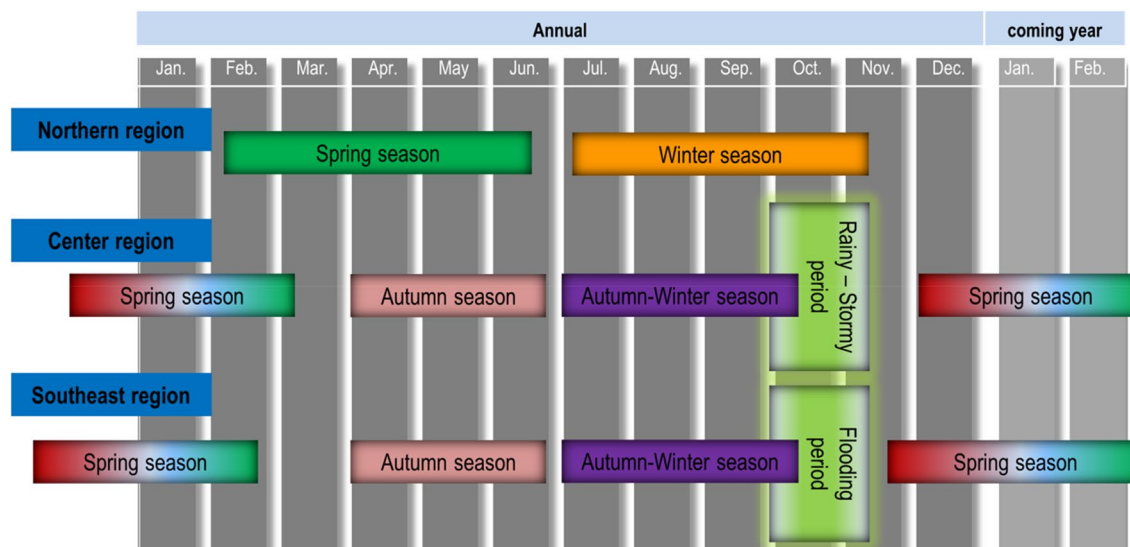 Annual
coming year
Jan.
Feb.
Mar.
Apr.
May
Jun.
Jul.
Aug.
Sep.
Oct.
Nov.
Dec.
Jan.
Feb.
Northern region
Spring season
Winter season
Center region
Spring season
Autumn season
Autumn-Winter season
Rainy – Stormy
period
Spring season
Southeast region
Spring season
Autumn season
Autumn-Winter season
Flooding
period
Spring season